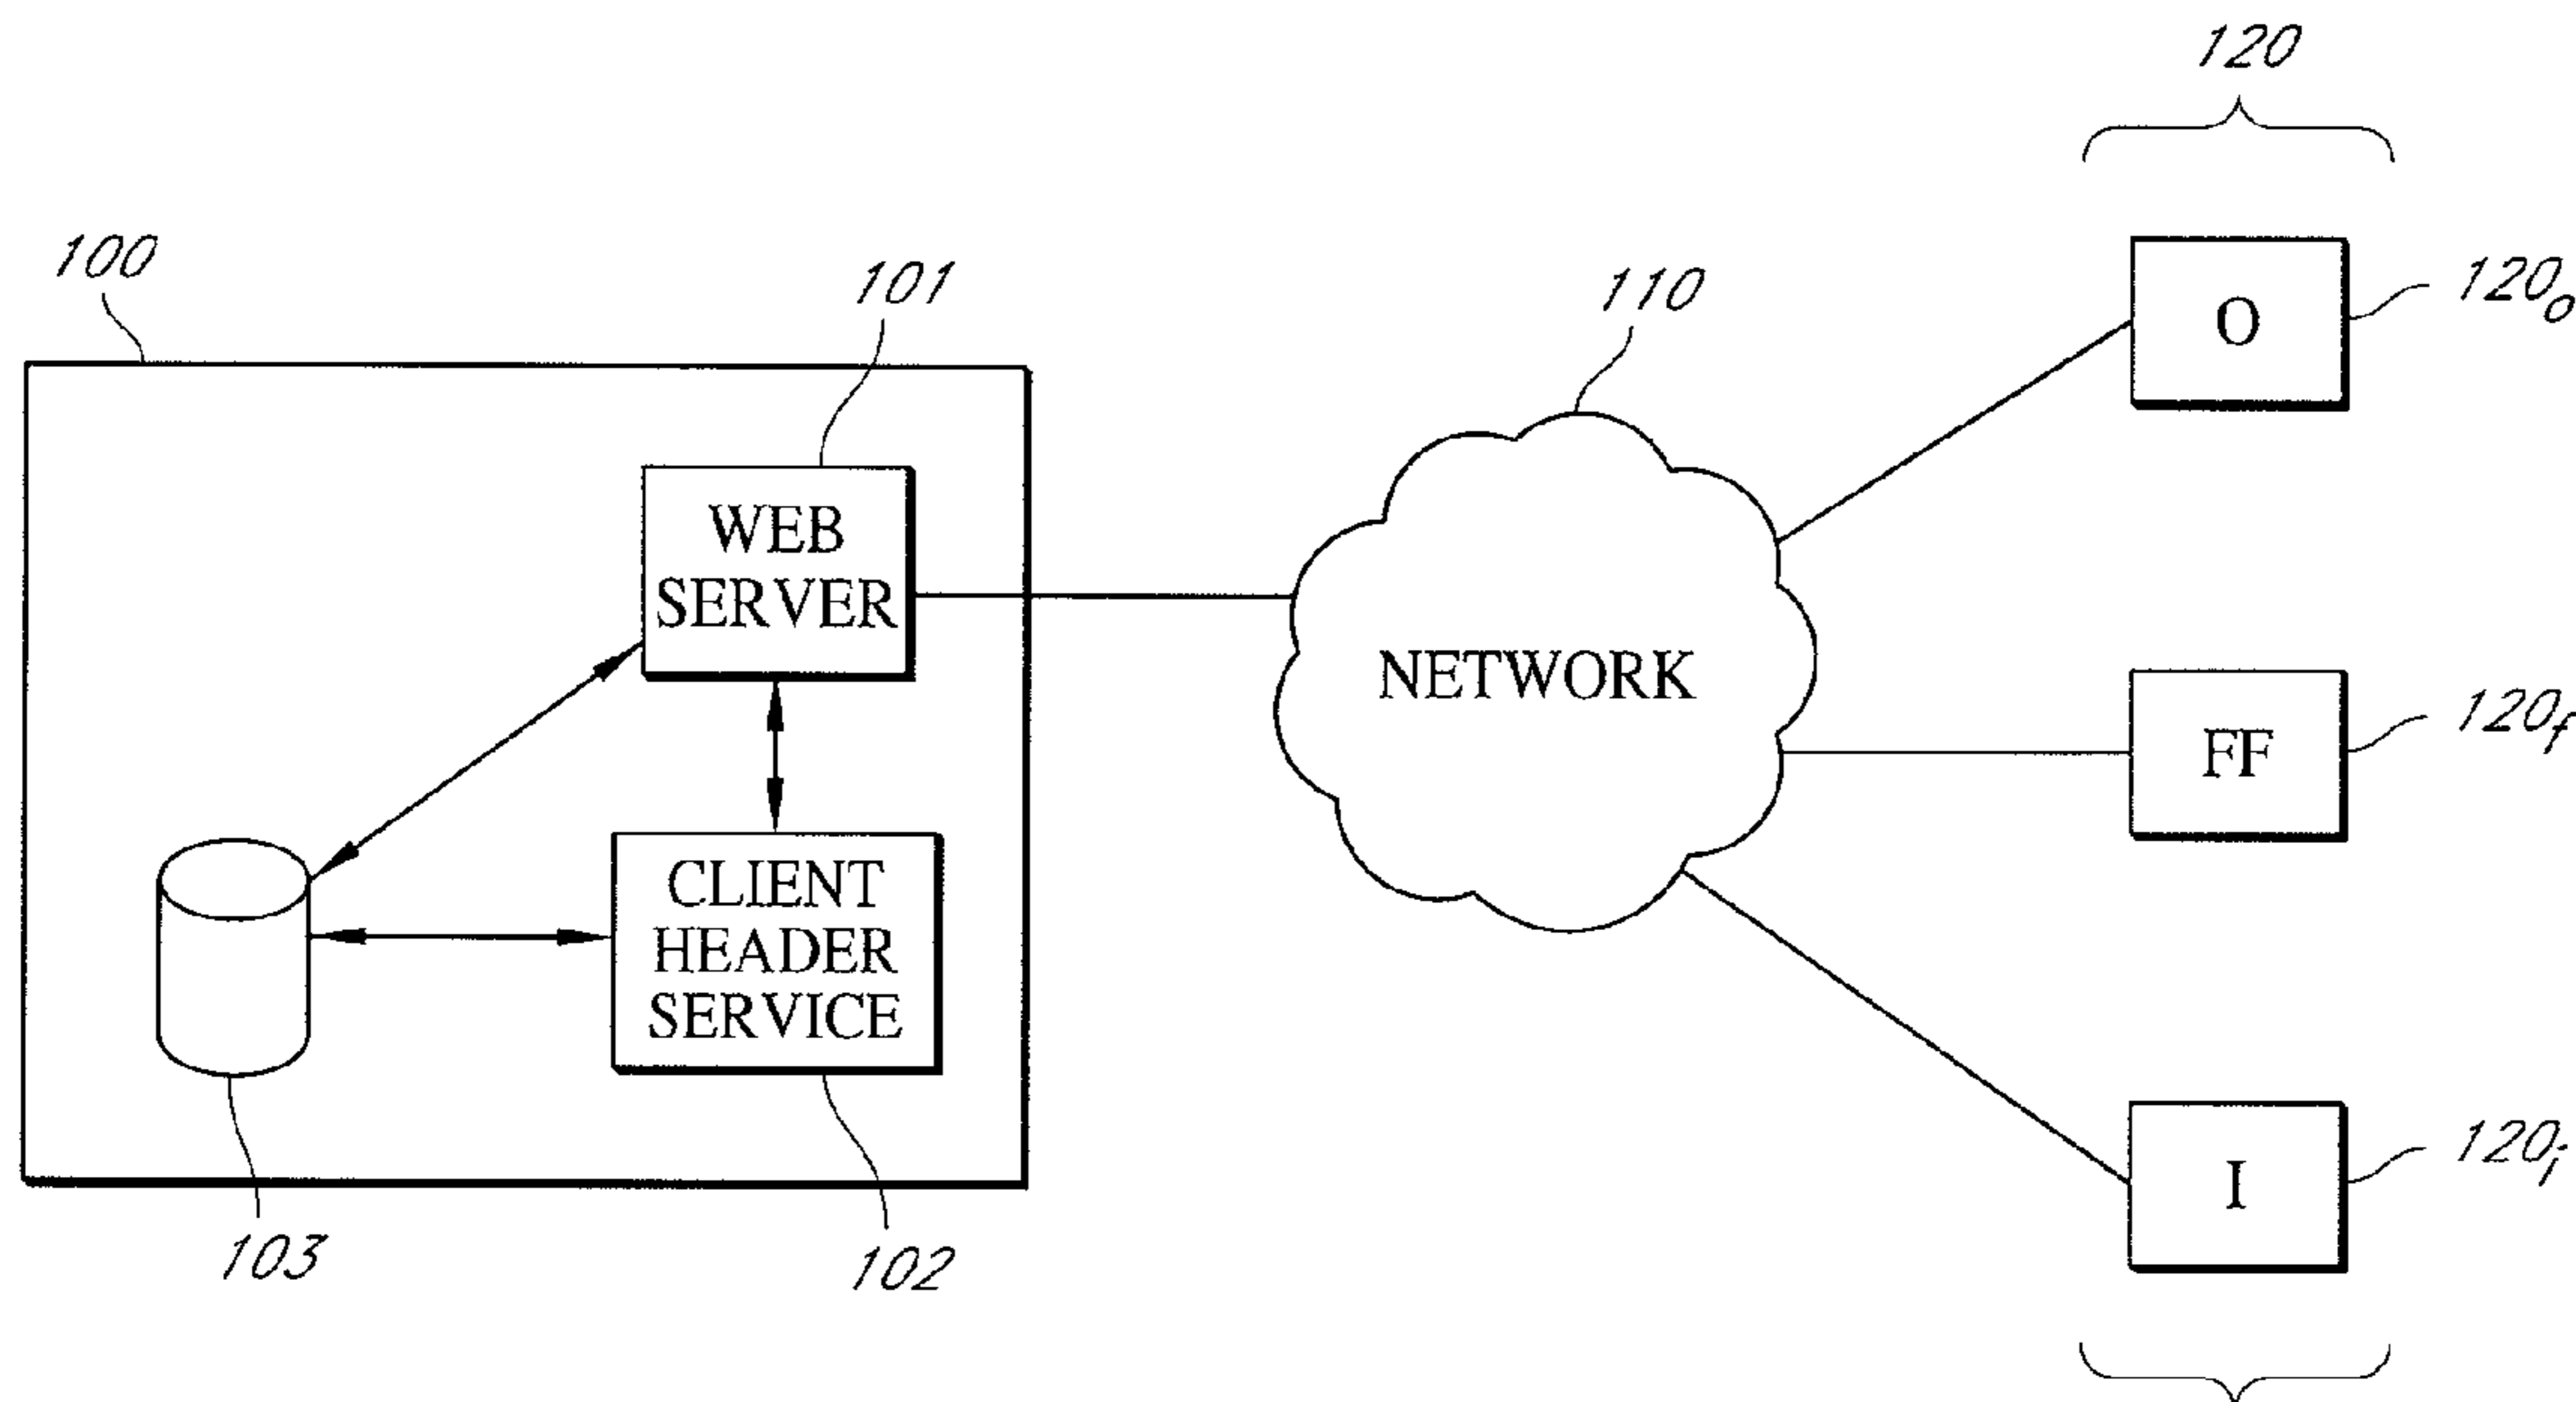 120
100
101
110
O
120o
WEB
SERVER
NETWORK
FF
120f
CLIENT
HEADER
SERVICE
I
120i
103
102